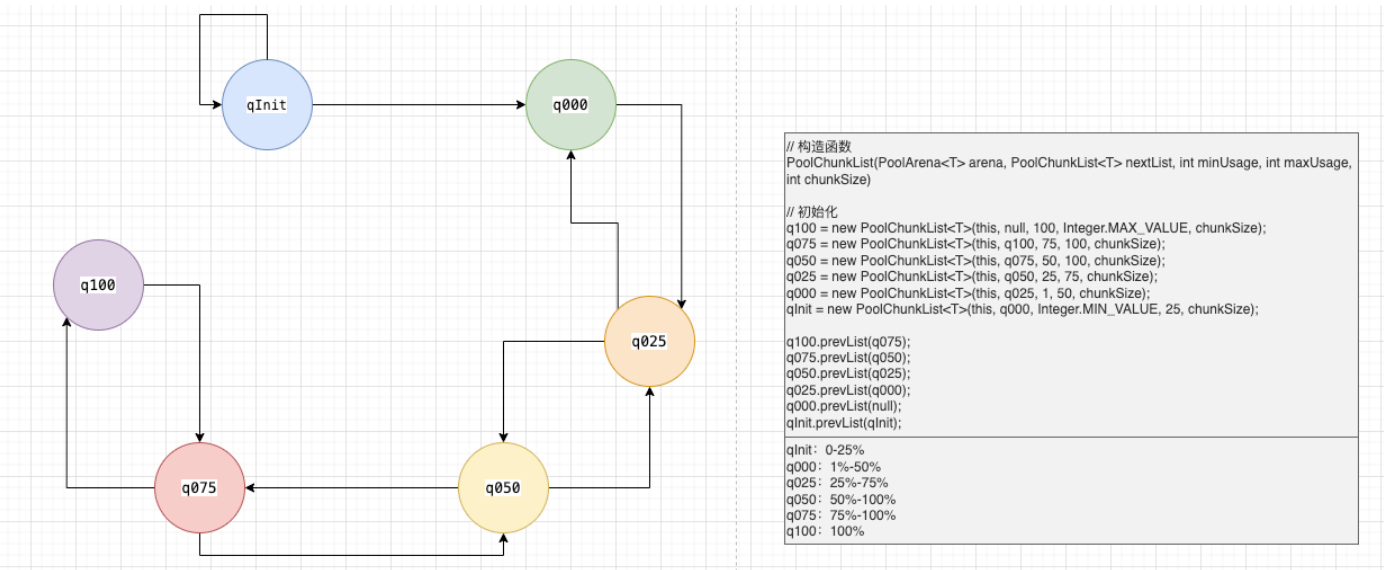 qInit
q000
q100
q025
q075
q050
// 构造函数
PoolChunkList(PoolArena<T> arena, PoolChunkList<T> nextList, int minUsage, int maxUsage,
int chunkSize)
// 初始化
q100 = new PoolChunkList<T>(this, null, 100, Integer.MAX_VALUE, chunkSize);
q075 = new PoolChunkList<T>(this, q100, 75, 100, chunkSize);
q050 = new PoolChunkList<T>(this, q075, 50, 100, chunkSize);
q025 = new PoolChunkList<T>(this, q050, 25, 75, chunkSize);
q000 = new PoolChunkList<T>(this, q025, 1, 50, chunkSize);
qInit = new PoolChunkList<T>(this, q000, Integer.MIN_VALUE, 25, chunkSize);
q100.prevList(q075);
q075.prevList(q050);
q050.prevList(q025);
q025.prevList(q000);
q000.prevList(null);
qInit.prevList(qInit);
qInit：0-25%
q000：1%-50%
q025：25%-75%
q050：50%-100%
q075：75%-100%
q100：100%